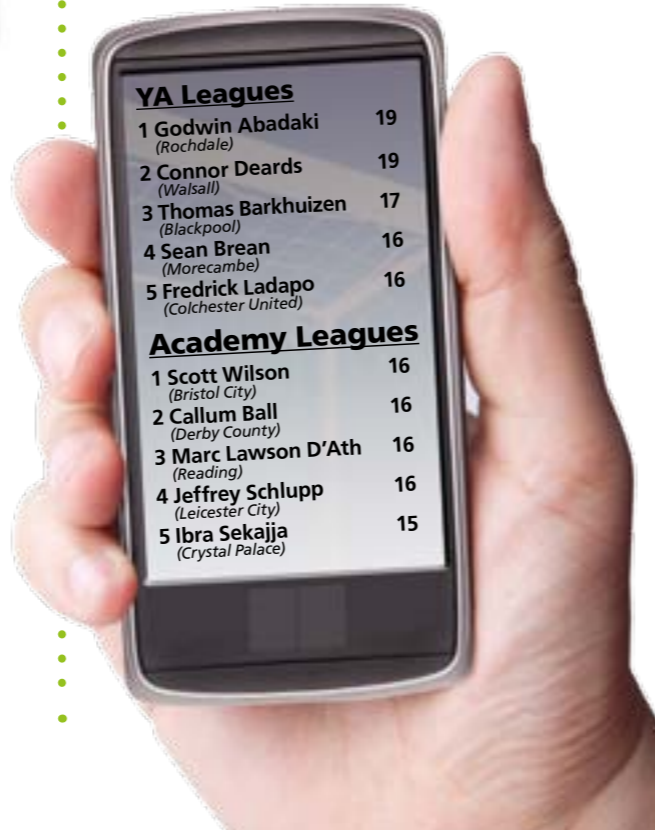 YA Leagues
1 Godwin Abadaki 19
(Rochdale)
2 Connor Deards 19
(Walsall)
3 Thomas Barkhuizen 17
(Blackpool)
4 Sean Brean 16
(Morecambe)
5 Fredrick Ladapo 16
(Colchester United)
Academy Leagues
1 Scott Wilson 16
(Bristol City)
2 Callum Ball 16
(Derby County)
3 Marc Lawson D'Ath 16
(Reading)
4 Jeffrey Schlupp 16
(Leicester City)
5 Ibra Sekajja 15
(Crystal Palace)